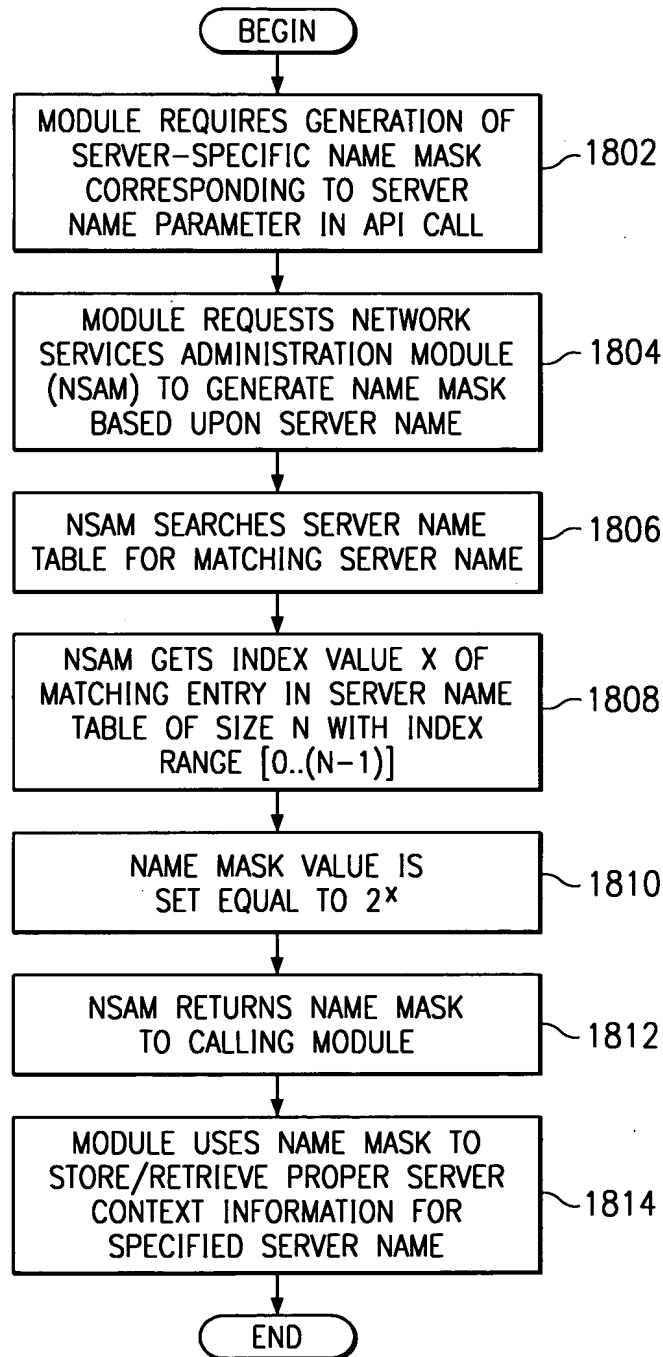 BEGIN
MODULE REQUIRES GENERATION OF
SERVER-SPECIFIC NAME MASK
CORRESPONDING TO SERVER
NAME PARAMETER IN API CALL
1802
MODULE REQUESTS NETWORK
SERVICES ADMINISTRATION MODULE
(NSAM) TO GENERATE NAME MASK
BASED UPON SERVER NAME
1804
NSAM SEARCHES SERVER NAME
TABLE FOR MATCHING SERVER NAME
1806
NSAM GETS INDEX VALUE X OF
MATCHING ENTRY IN SERVER NAME
TABLE OF SIZE N WITH INDEX
RANGE [0..(N-1)]
1808
NAME MASK VALUE IS
SET EQUAL TO 2ˣ
1810
NSAM RETURNS NAME MASK
TO CALLING MODULE
1812
MODULE USES NAME MASK TO
STORE/RETRIEVE PROPER SERVER
CONTEXT INFORMATION FOR
SPECIFIED SERVER NAME
1814
END